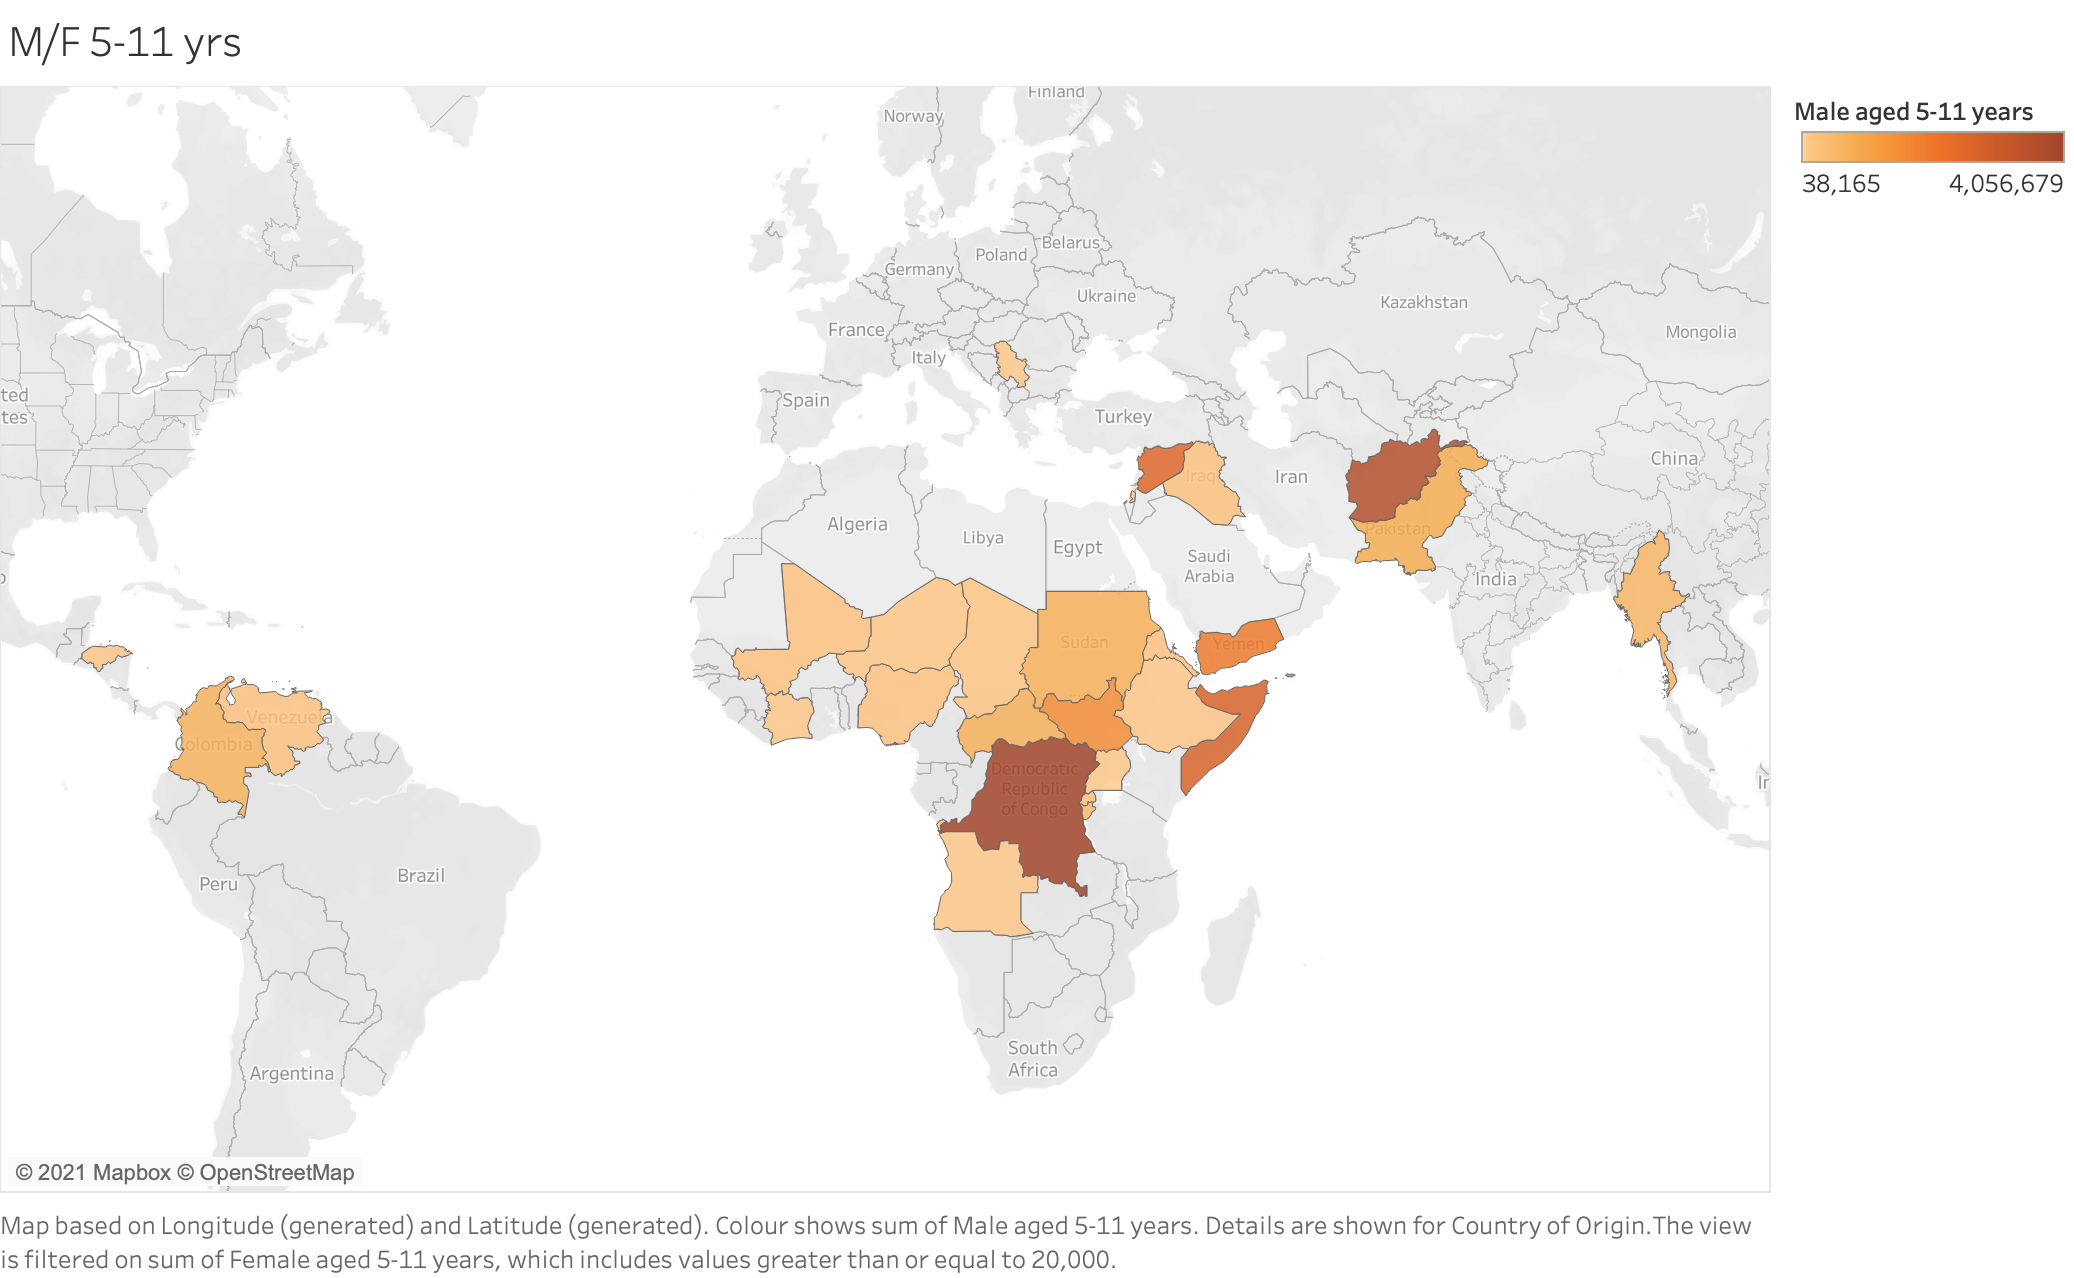 M/F 5-11 yrs
Male aged 5-11 years
38,165 4,056,679
Finland
Norway
Belarus
Poland
Germany
Ukraine
Kazakhstan
France
Mongolia
Italy
ted
tes
Spain
Turkey
China
Iraq
Iran
Algeria
Pakistan
Libya
Egypt
Saudi
Arabia
India
Sudan
Yemen
Venezuela
Colombia
Democratic
Republic
of Congo
Peru
Brazil
South
Africa
Argentina
© 2021 Mapbox © OpenStreetMap
Map based on Longitude (generated) and Latitude (generated). Colour shows sum of Male aged 5-11 years. Details are shown for Country of Origin.The view
is filtered on sum of Female aged 5-11 years, which includes values greater than or equal to 20,000.